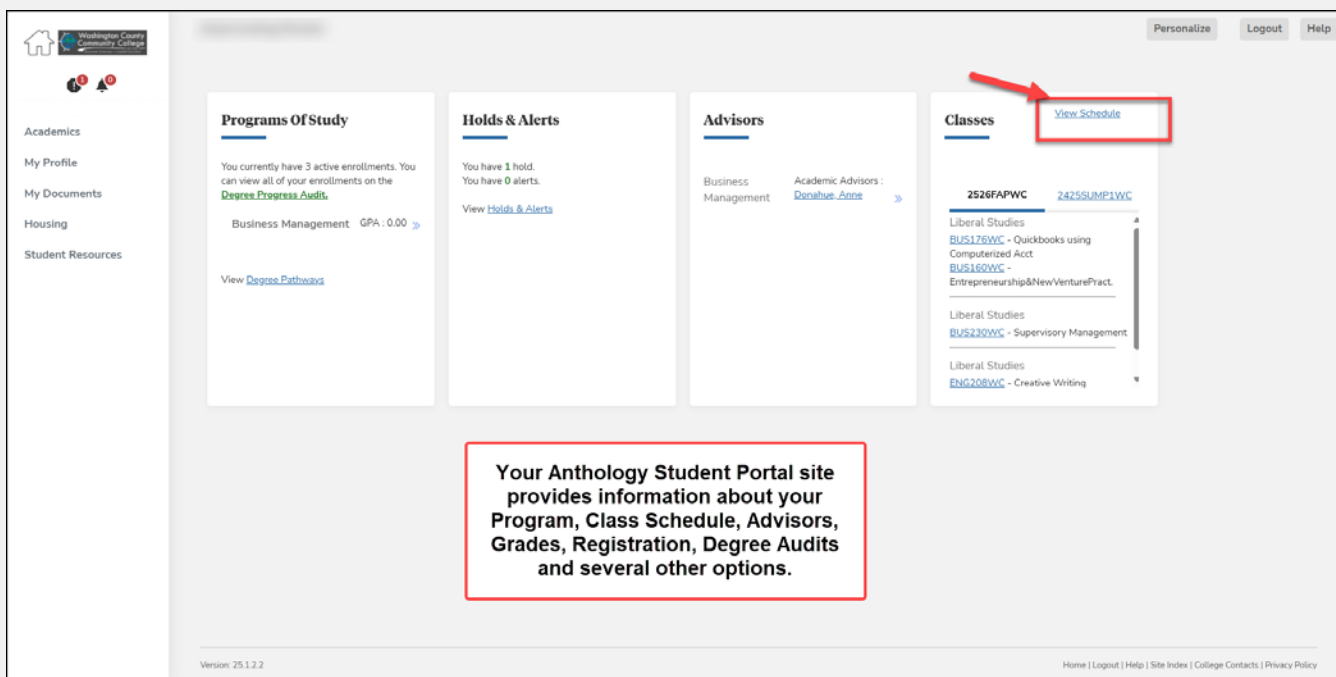 Washington County
Community College
Personalize
Logout
Help
1
0
Academics
My Profile
My Documents
Housing
Student Resources
Programs Of Study
You currently have 3 active enrollments. You
can view all of your enrollments on the
Degree Progress Audit.
Business Management GPA : 0.00 »
View Degree Pathways
Holds & Alerts
You have 1 hold.
You have 0 alerts.
View Holds & Alerts
Advisors
Business
Management
Academic Advisors :
Donahue, Anne »
Classes
View Schedule
2526FAPWC
2425SUMP1WC
Liberal Studies
BUS176WC - Quickbooks using
Computerized Acct
BUS160WC -
Entrepreneurship&NewVenturePract.
Liberal Studies
BUS230WC - Supervisory Management
Liberal Studies
ENG208WC - Creative Writing
Your Anthology Student Portal site
provides information about your
Program, Class Schedule, Advisors,
Grades, Registration, Degree Audits
and several other options.
Version: 25.1.2.2
Home | Logout | Help | Site Index | College Contacts | Privacy Policy